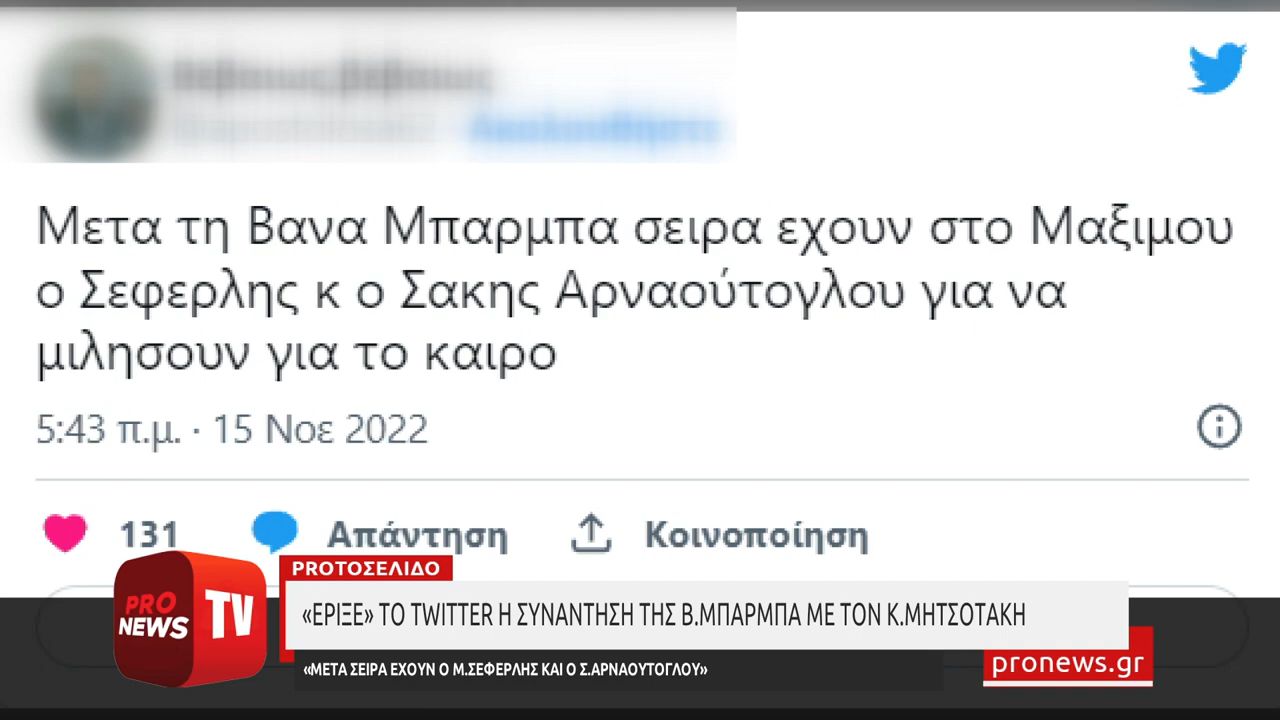 Μετα τη Βανα Μπαρμπα σειρα εχουν στο Μαξιμου
ο Σεφερλης κ ο Σακης Αρναούτογλου για να
μιλησουν για το καιρο
5:43 π.μ. · 15 Νοε 2022
131 Απάντηση Κοινοποίηση
PROΤΟΣΕΛΙΔΟ
PRO NEWS TV
«ΕΡΙΞΕ» ΤΟ TWITTER Η ΣΥΝΑΝΤΗΣΗ ΤΗΣ Β.ΜΠΑΡΜΠΑ ΜΕ ΤΟΝ Κ.ΜΗΤΣΟΤΑΚΗ
«ΜΕΤΑ ΣΕΙΡΑ ΕΧΟΥΝ Ο Μ.ΣΕΦΕΡΛΗΣ ΚΑΙ Ο Σ.ΑΡΝΑΟΥΤΟΓΛΟΥ»
pronews.gr